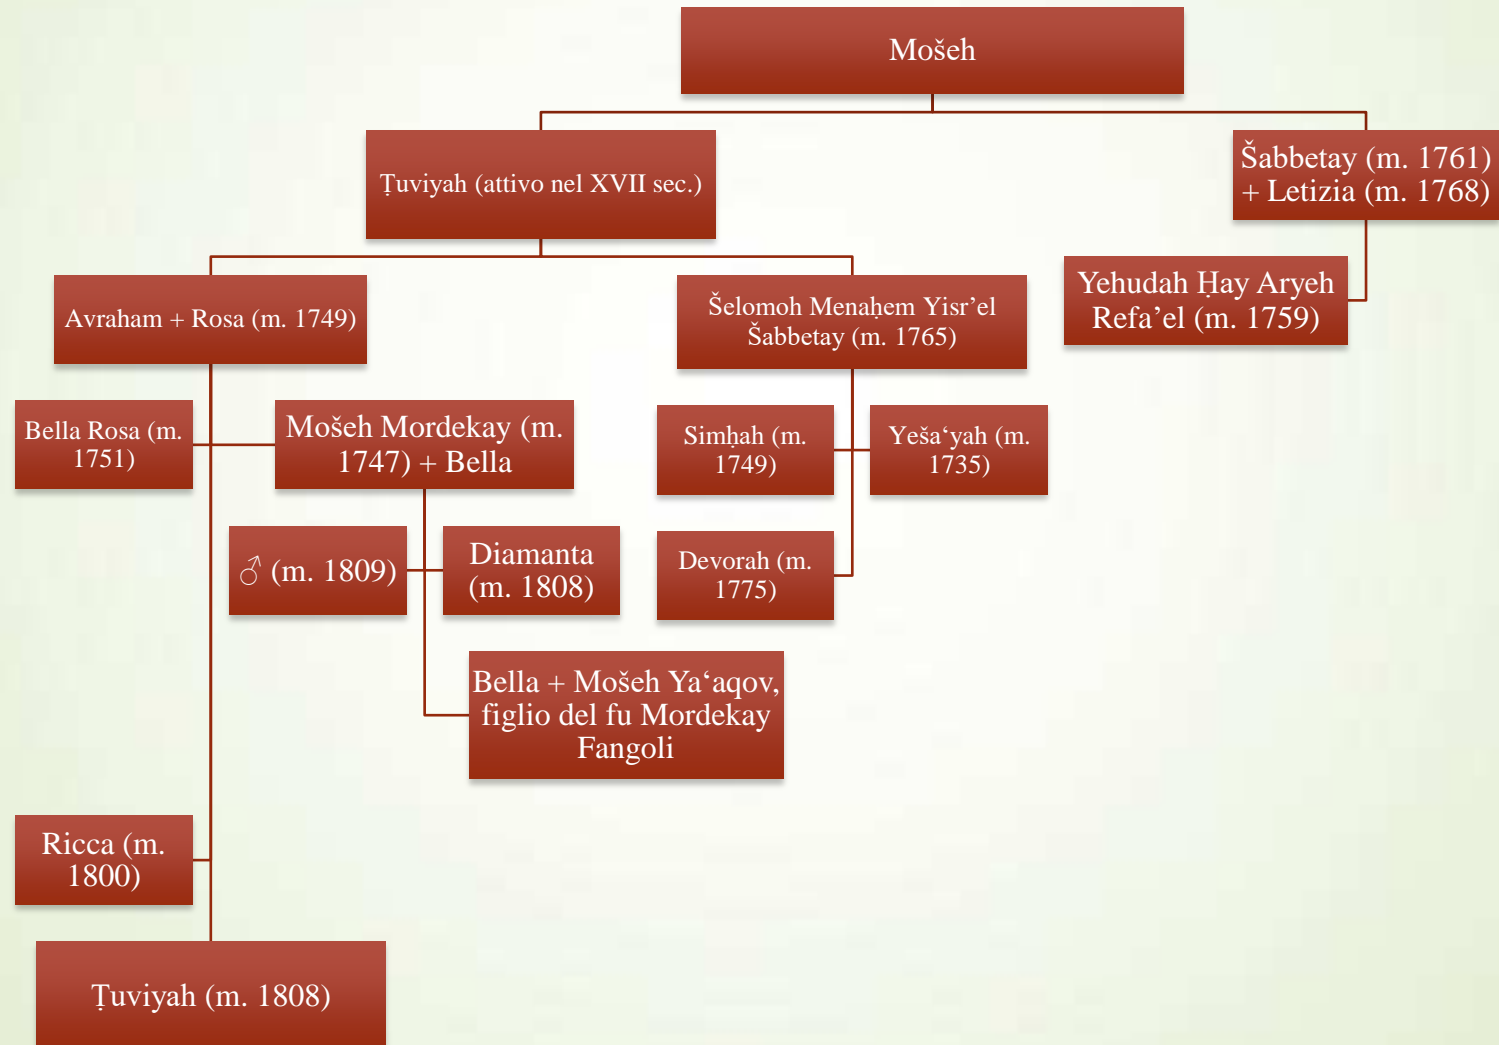 Mošeh
Ṭuviyah (attivo nel XVII sec.)
Šabbetay (m. 1761)
+ Letizia (m. 1768)
Avraham + Rosa (m. 1749)
Šelomoh Menaḥem Yisr’el
Šabbetay (m. 1765)
Yehudah Ḥay Aryeh
Refa’el (m. 1759)
Bella Rosa (m.
1751)
Mošeh Mordekay (m.
1747) + Bella
Simḥah (m.
1749)
Yeša‘yah (m.
1735)
♂ (m. 1809)
Diamanta
(m. 1808)
Devorah (m.
1775)
Bella + Mošeh Ya‘aqov,
figlio del fu Mordekay
Fangoli
Ricca (m.
1800)
Ṭuviyah (m. 1808)